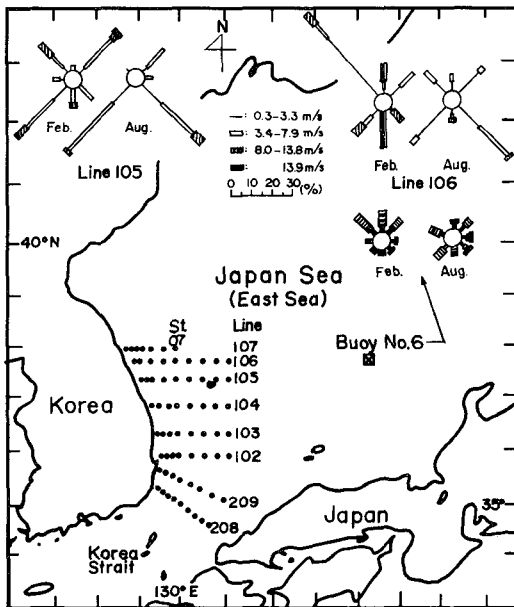 N
Feb.
Aug.
Line 105
—: 0.3-3.3 m/s
: 3.4-7.9 m/s
: 8.0-13.8 m/s
: 13.9 m/s
0 10 20 30 (%)
Feb.
Aug.
Line 106
40°N
Feb.
Aug.
Japan Sea
(East Sea)
St.
07
Line
107
106
105
104
103
102
209
208
Buoy No.6
Korea
Japan
35°
Korea
Strait
130°E